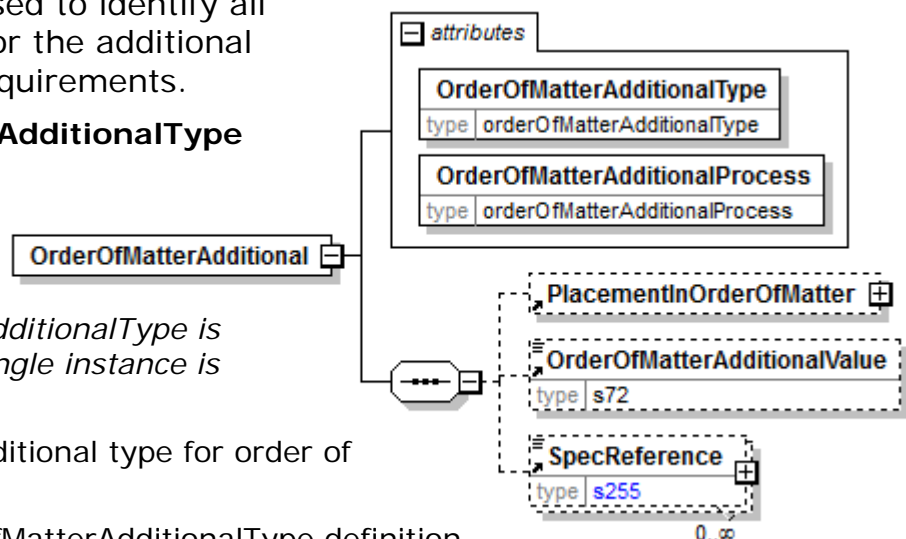 sed to identify all
or the additional
quirements.
AdditionalType
dditionalType is
ngle instance is
ditional type for order of
fMatterAdditionalType definition
attributes
OrderOfMatterAdditionalType
type orderOfMatterAdditionalType
OrderOfMatterAdditionalProcess
type orderOfMatterAdditionalProcess
OrderOfMatterAdditional
PlacementInOrderOfMatter
OrderOfMatterAdditionalValue
type s72
SpecReference
type s255
0..∞